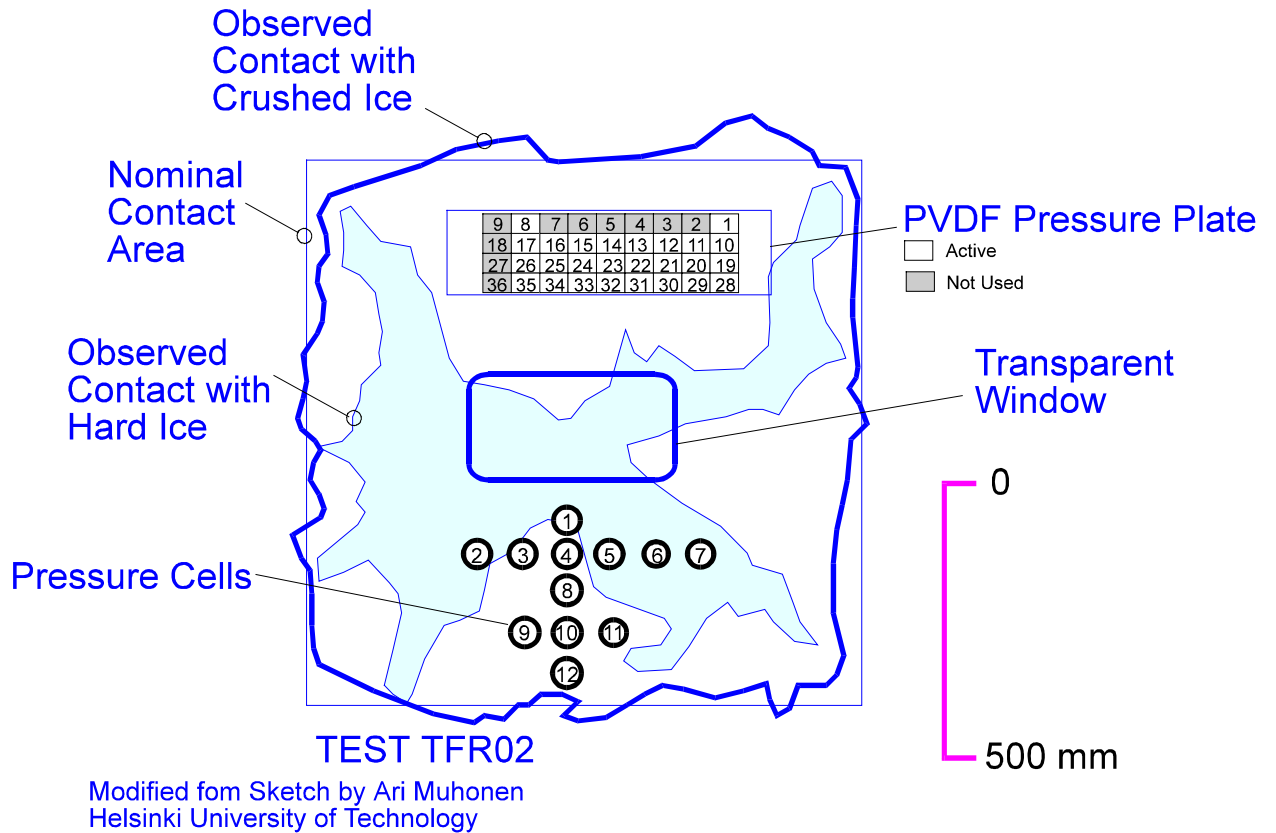 Observed
Contact with
Crushed Ice
Nominal
Contact
Area
PVDF Pressure Plate
Active
Not Used
9 8 7 6 5 4 3 2 1
18 17 16 15 14 13 12 11 10
27 26 25 24 23 22 21 20 19
36 35 34 33 32 31 30 29 28
Observed
Contact with
Hard Ice
Transparent
Window
0
500 mm
1
2 3 4 5 6 7
8
9 10 11
12
Pressure Cells
TEST TFR02
Modified fom Sketch by Ari Muhonen
Helsinki University of Technology